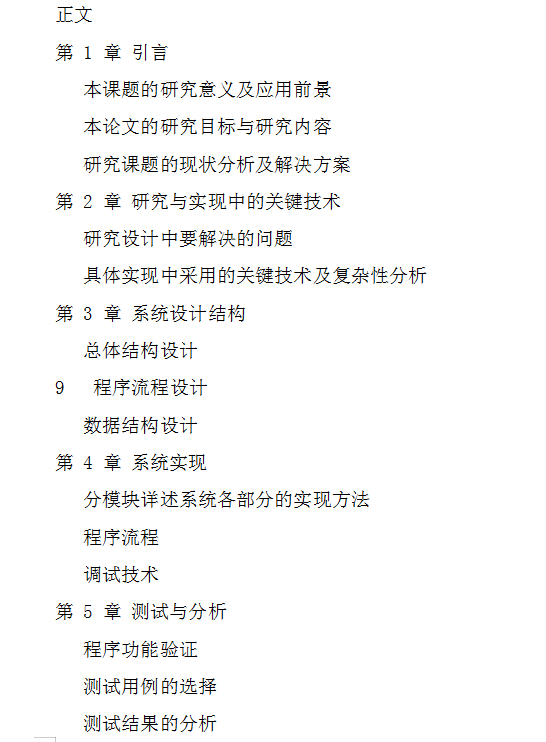 正文
第 1 章 引言
本课题的研究意义及应用前景
本论文的研究目标与研究内容
研究课题的现状分析及解决方案
第 2 章 研究与实现中的关键技术
研究设计中要解决的问题
具体实现中采用的关键技术及复杂性分析
第 3 章 系统设计结构
总体结构设计
9 程序流程设计
数据结构设计
第 4 章 系统实现
分模块详述系统各部分的实现方法
程序流程
调试技术
第 5 章 测试与分析
程序功能验证
测试用例的选择
测试结果的分析